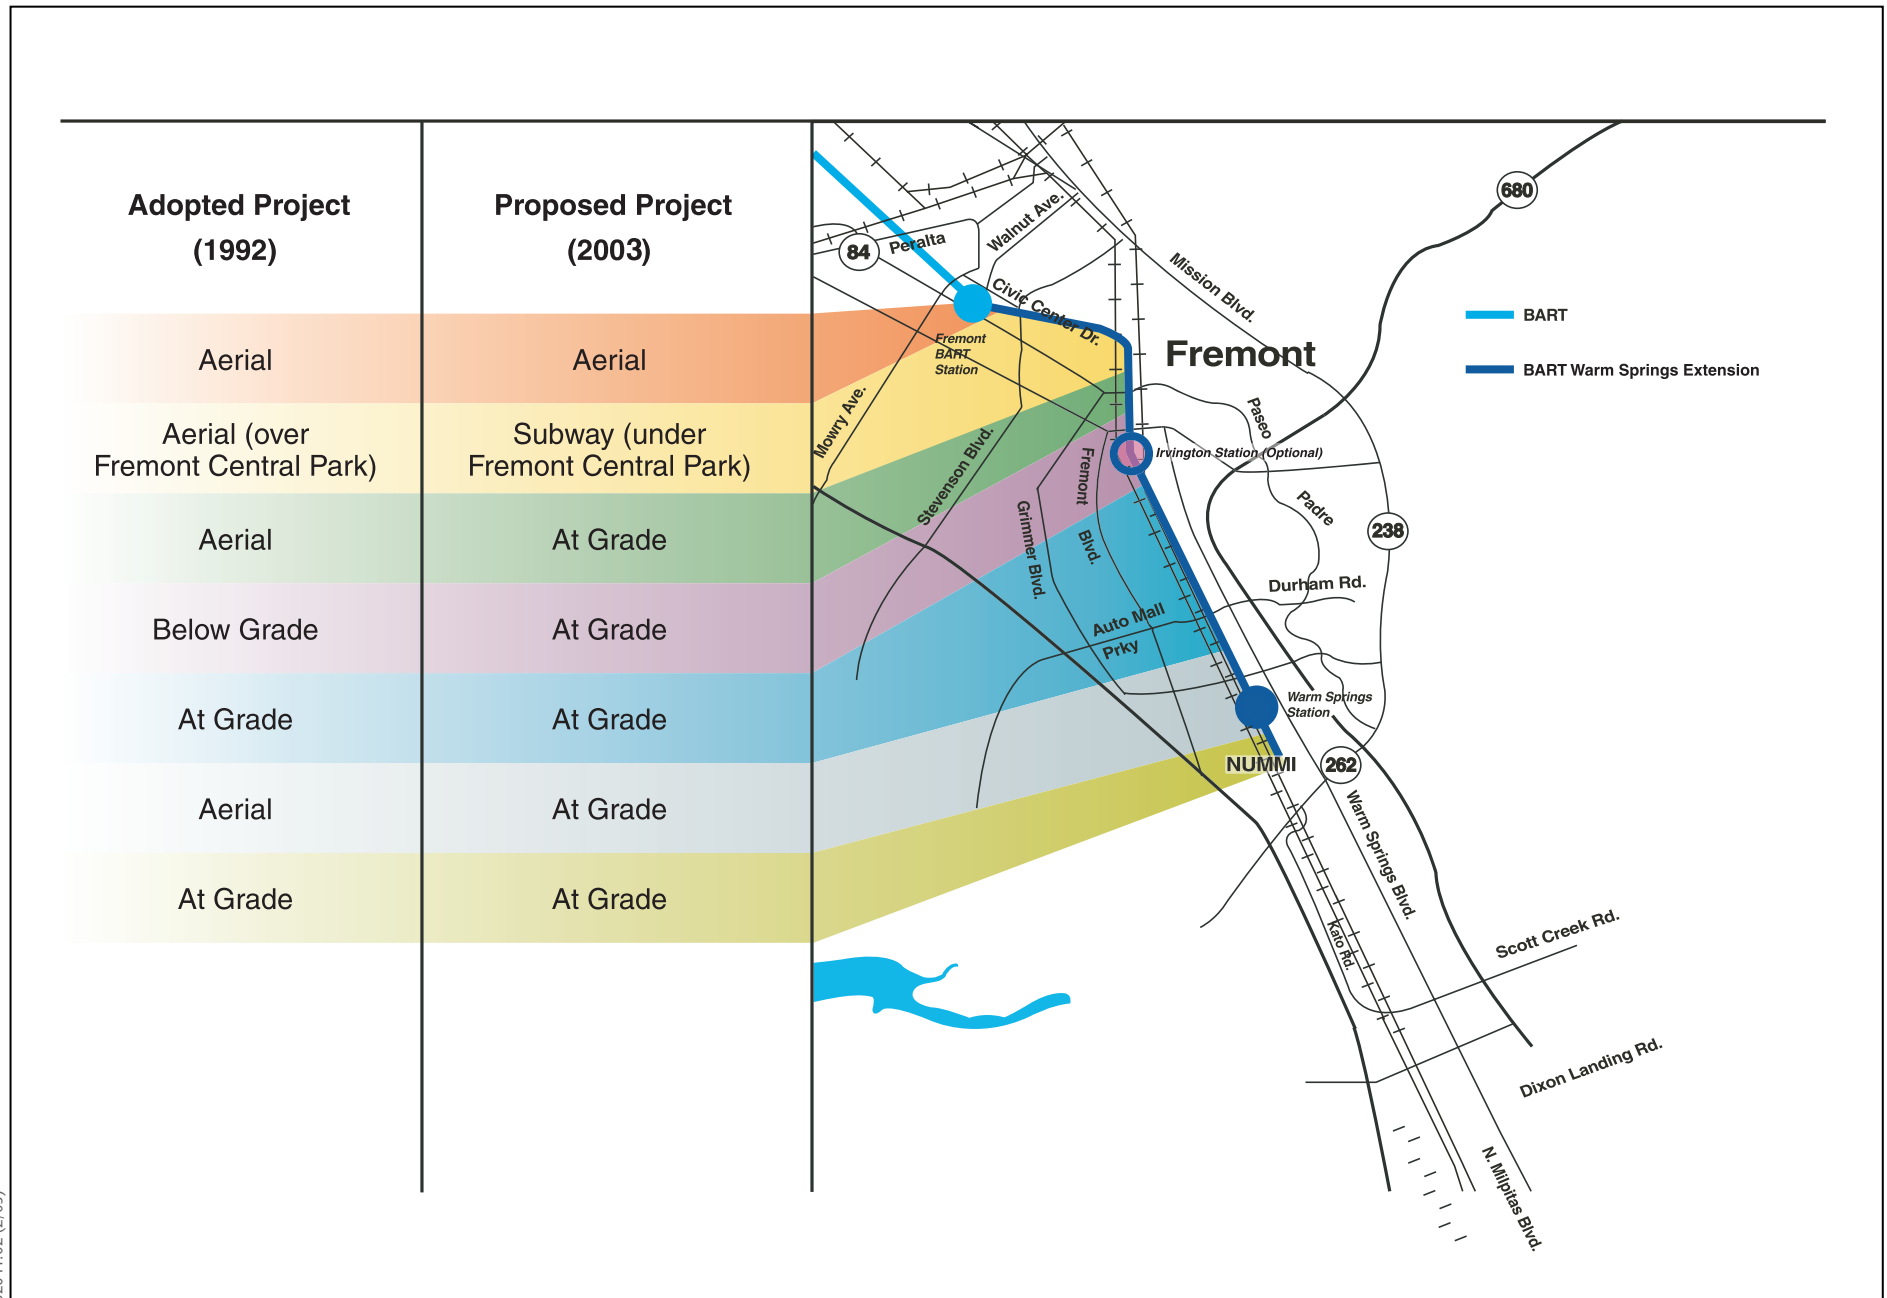 Adopted Project
(1992)
Proposed Project
(2003)
Aerial
Aerial
Aerial (over
Fremont Central Park)
Subway (under
Fremont Central Park)
Aerial
At Grade
Below Grade
At Grade
At Grade
At Grade
Aerial
At Grade
At Grade
At Grade
680
84
Peralta
Walnut Ave.
Mission Blvd.
Civic Center Dr.
BART
BART Warm Springs Extension
Fremont
Fremont
BART
Station
Mowry Ave.
Stevenson Blvd.
Paseo
Padre
Irvington Station (Optional)
Fremont
Blvd.
Grimmer Blvd.
238
Durham Rd.
Auto Mall
Prky
Warm Springs
Station
NUMMI
262
Warm Springs Blvd.
Kato Rd.
Scott Creek Rd.
Dixon Landing Rd.
N. Milpitas Blvd.